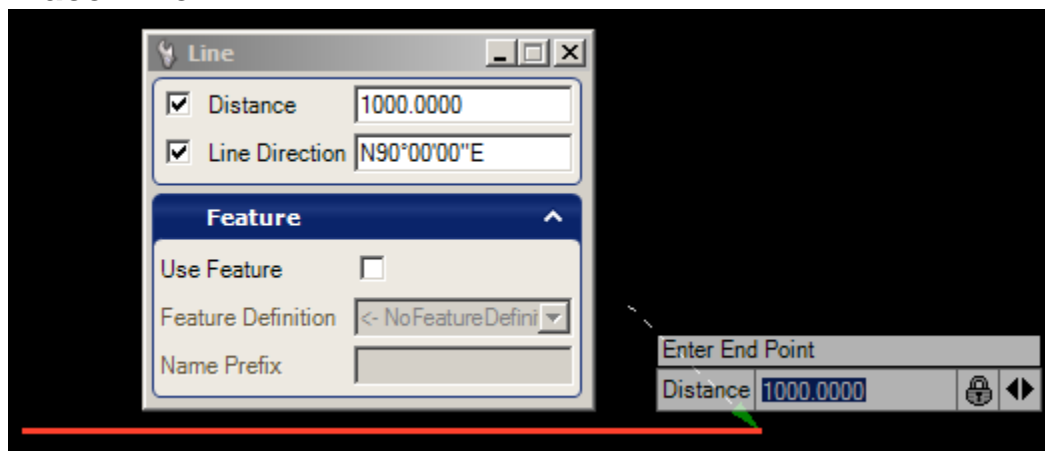 Line
Distance 1000.0000
Line Direction N90°00'00"E
Feature
Use Feature
Feature Definition <- NoFeatureDefini
Name Prefix
Enter End Point
Distance 1000.0000